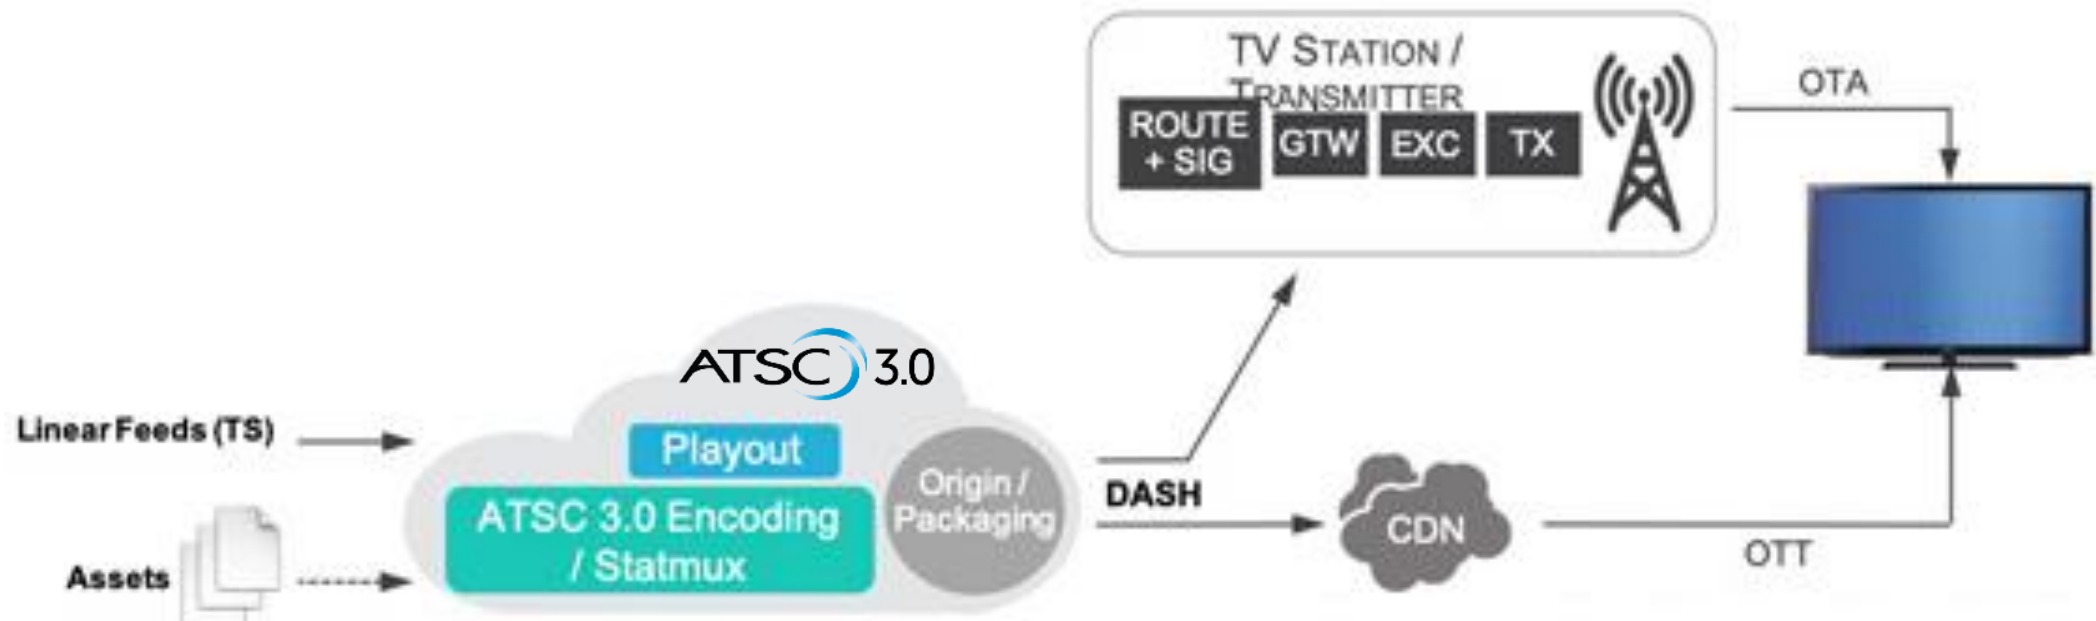 TV STATION /
TRANSMITTER
ROUTE
+ SIG
GTW
EXC
TX
OTA
ATSC 3.0
Linear Feeds (TS)
Playout
Origin /
Packaging
ATSC 3.0 Encoding
/ Statmux
DASH
CDN
OTT
Assets